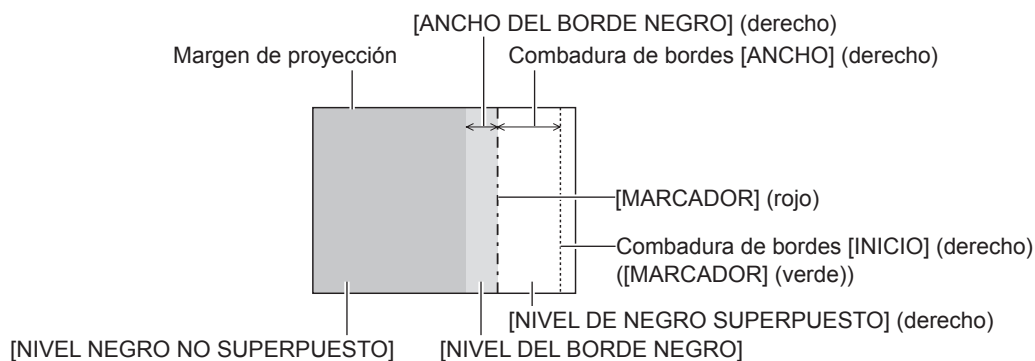 [ANCHO DEL BORDE NEGRO] (derecho)
Margen de proyección
Combadura de bordes [ANCHO] (derecho)
[MARCADOR] (rojo)
Combadura de bordes [INICIO] (derecho)
([MARCADOR] (verde))
[NIVEL DE NEGRO SUPERPUESTO] (derecho)
[NIVEL NEGRO NO SUPERPUESTO]
[NIVEL DEL BORDE NEGRO]